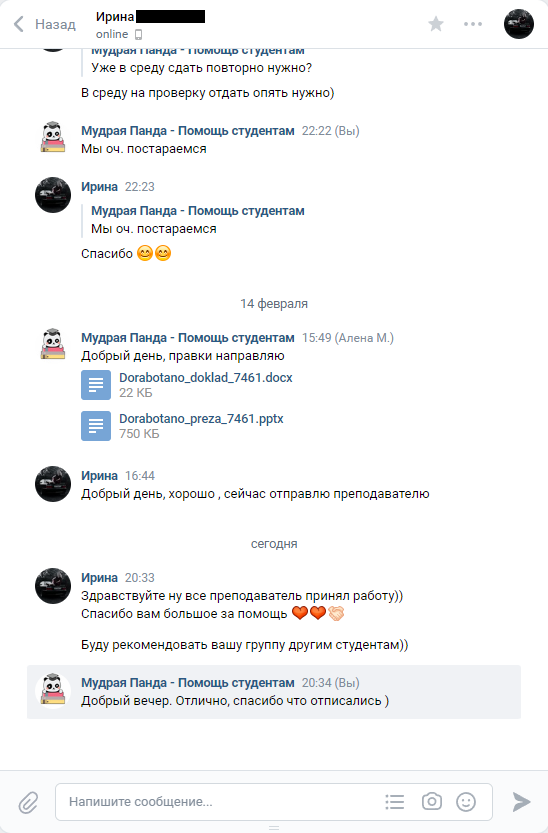 Назад
Ирина
online
Мудрая Панда - Помощь студентам
Уже в среду сдать повторно нужно?
В среду на проверку отдать опять нужно)
Мудрая Панда - Помощь студентам 22:22 (Вы)
Мы оч. постараемся
Ирина 22:23
Мудрая Панда - Помощь студентам
Мы оч. постараемся
Спасибо 😊😊
14 февраля
Мудрая Панда - Помощь студентам 15:49 (Алена М.)
Добрый день, правки направляю
Dorabotano_doklad_7461.docx
22 КБ
Dorabotano_preza_7461.pptx
750 КБ
Ирина 16:44
Добрый день, хорошо , сейчас отправлю преподавателю
сегодня
Ирина 20:33
Здравствуйте ну все преподаватель принял работу))
Спасибо вам большое за помощь ❤️❤️🤝
Буду рекомендовать вашу группу другим студентам))
Мудрая Панда - Помощь студентам 20:34 (Вы)
Добрый вечер. Отлично, спасибо что отписались )
Напишите сообщение...